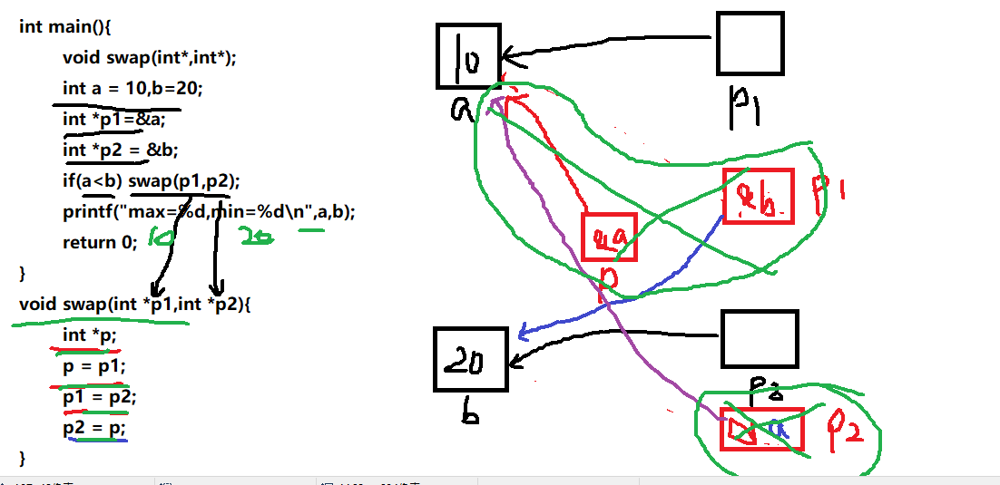 int main(){
void swap(int*,int*);
int a = 10,b=20;
int *p1=&a;
int *p2 = &b;
if(a<b) swap(p1,p2);
printf("max=%d,min=%d\n",a,b);
return 0;
10 20
}
void swap(int *p1,int *p2){
int *p;
p = p1;
p1 = p2;
p2 = p;
}
10
a
p1
&b
p1
&a
p
20
b
p2
p2